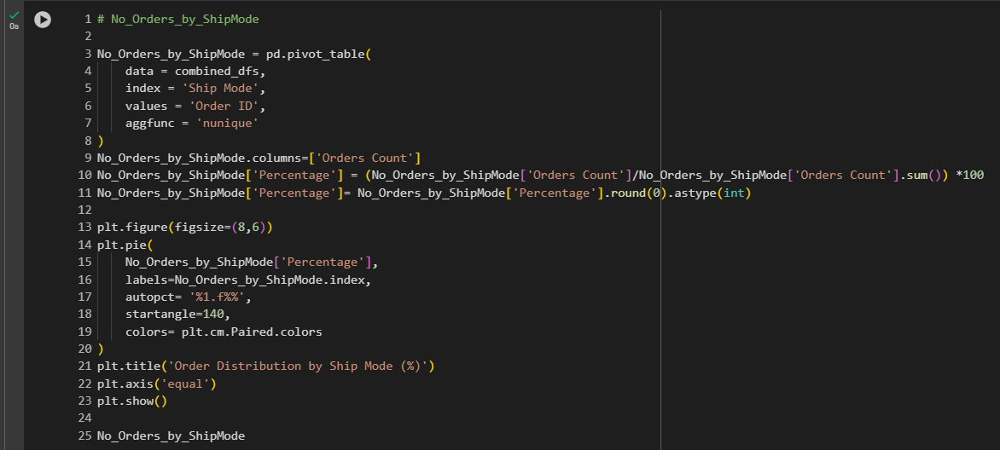 0s
1 # No_Orders_by_ShipMode
2
3 No_Orders_by_ShipMode = pd.pivot_table(
4     data = combined_dfs,
5     index = 'Ship Mode',
6     values = 'Order ID',
7     aggfunc = 'nunique'
8 )
9 No_Orders_by_ShipMode.columns=['Orders Count']
10 No_Orders_by_ShipMode['Percentage'] = (No_Orders_by_ShipMode['Orders Count']/No_Orders_by_ShipMode['Orders Count'].sum()) *100
11 No_Orders_by_ShipMode['Percentage']= No_Orders_by_ShipMode['Percentage'].round(0).astype(int)
12
13 plt.figure(figsize=(8,6))
14 plt.pie(
15     No_Orders_by_ShipMode['Percentage'],
16     labels=No_Orders_by_ShipMode.index,
17     autopct= '%1.f%%',
18     startangle=140,
19     colors= plt.cm.Paired.colors
20 )
21 plt.title('Order Distribution by Ship Mode (%)')
22 plt.axis('equal')
23 plt.show()
24
25 No_Orders_by_ShipMode